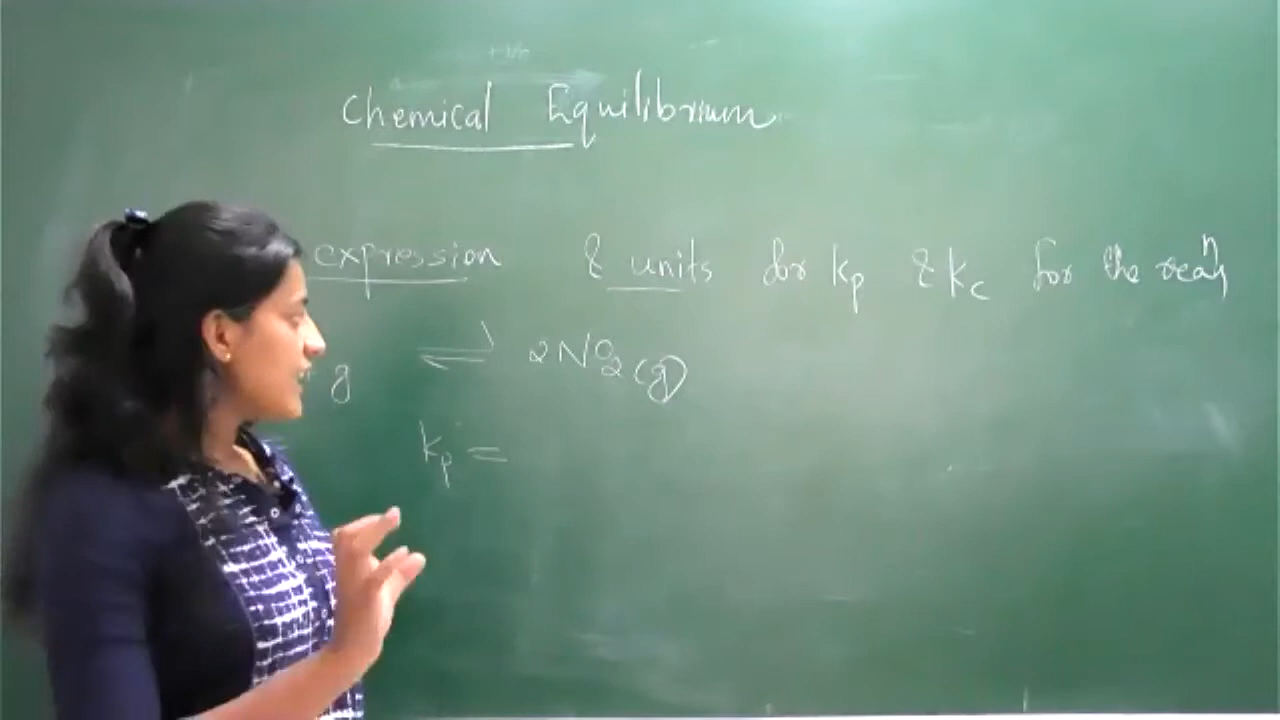 Chemical Equilibrium
expression & units for kp & kc for the reaⁿ
g ⇌ 2NO2(g)
kp =